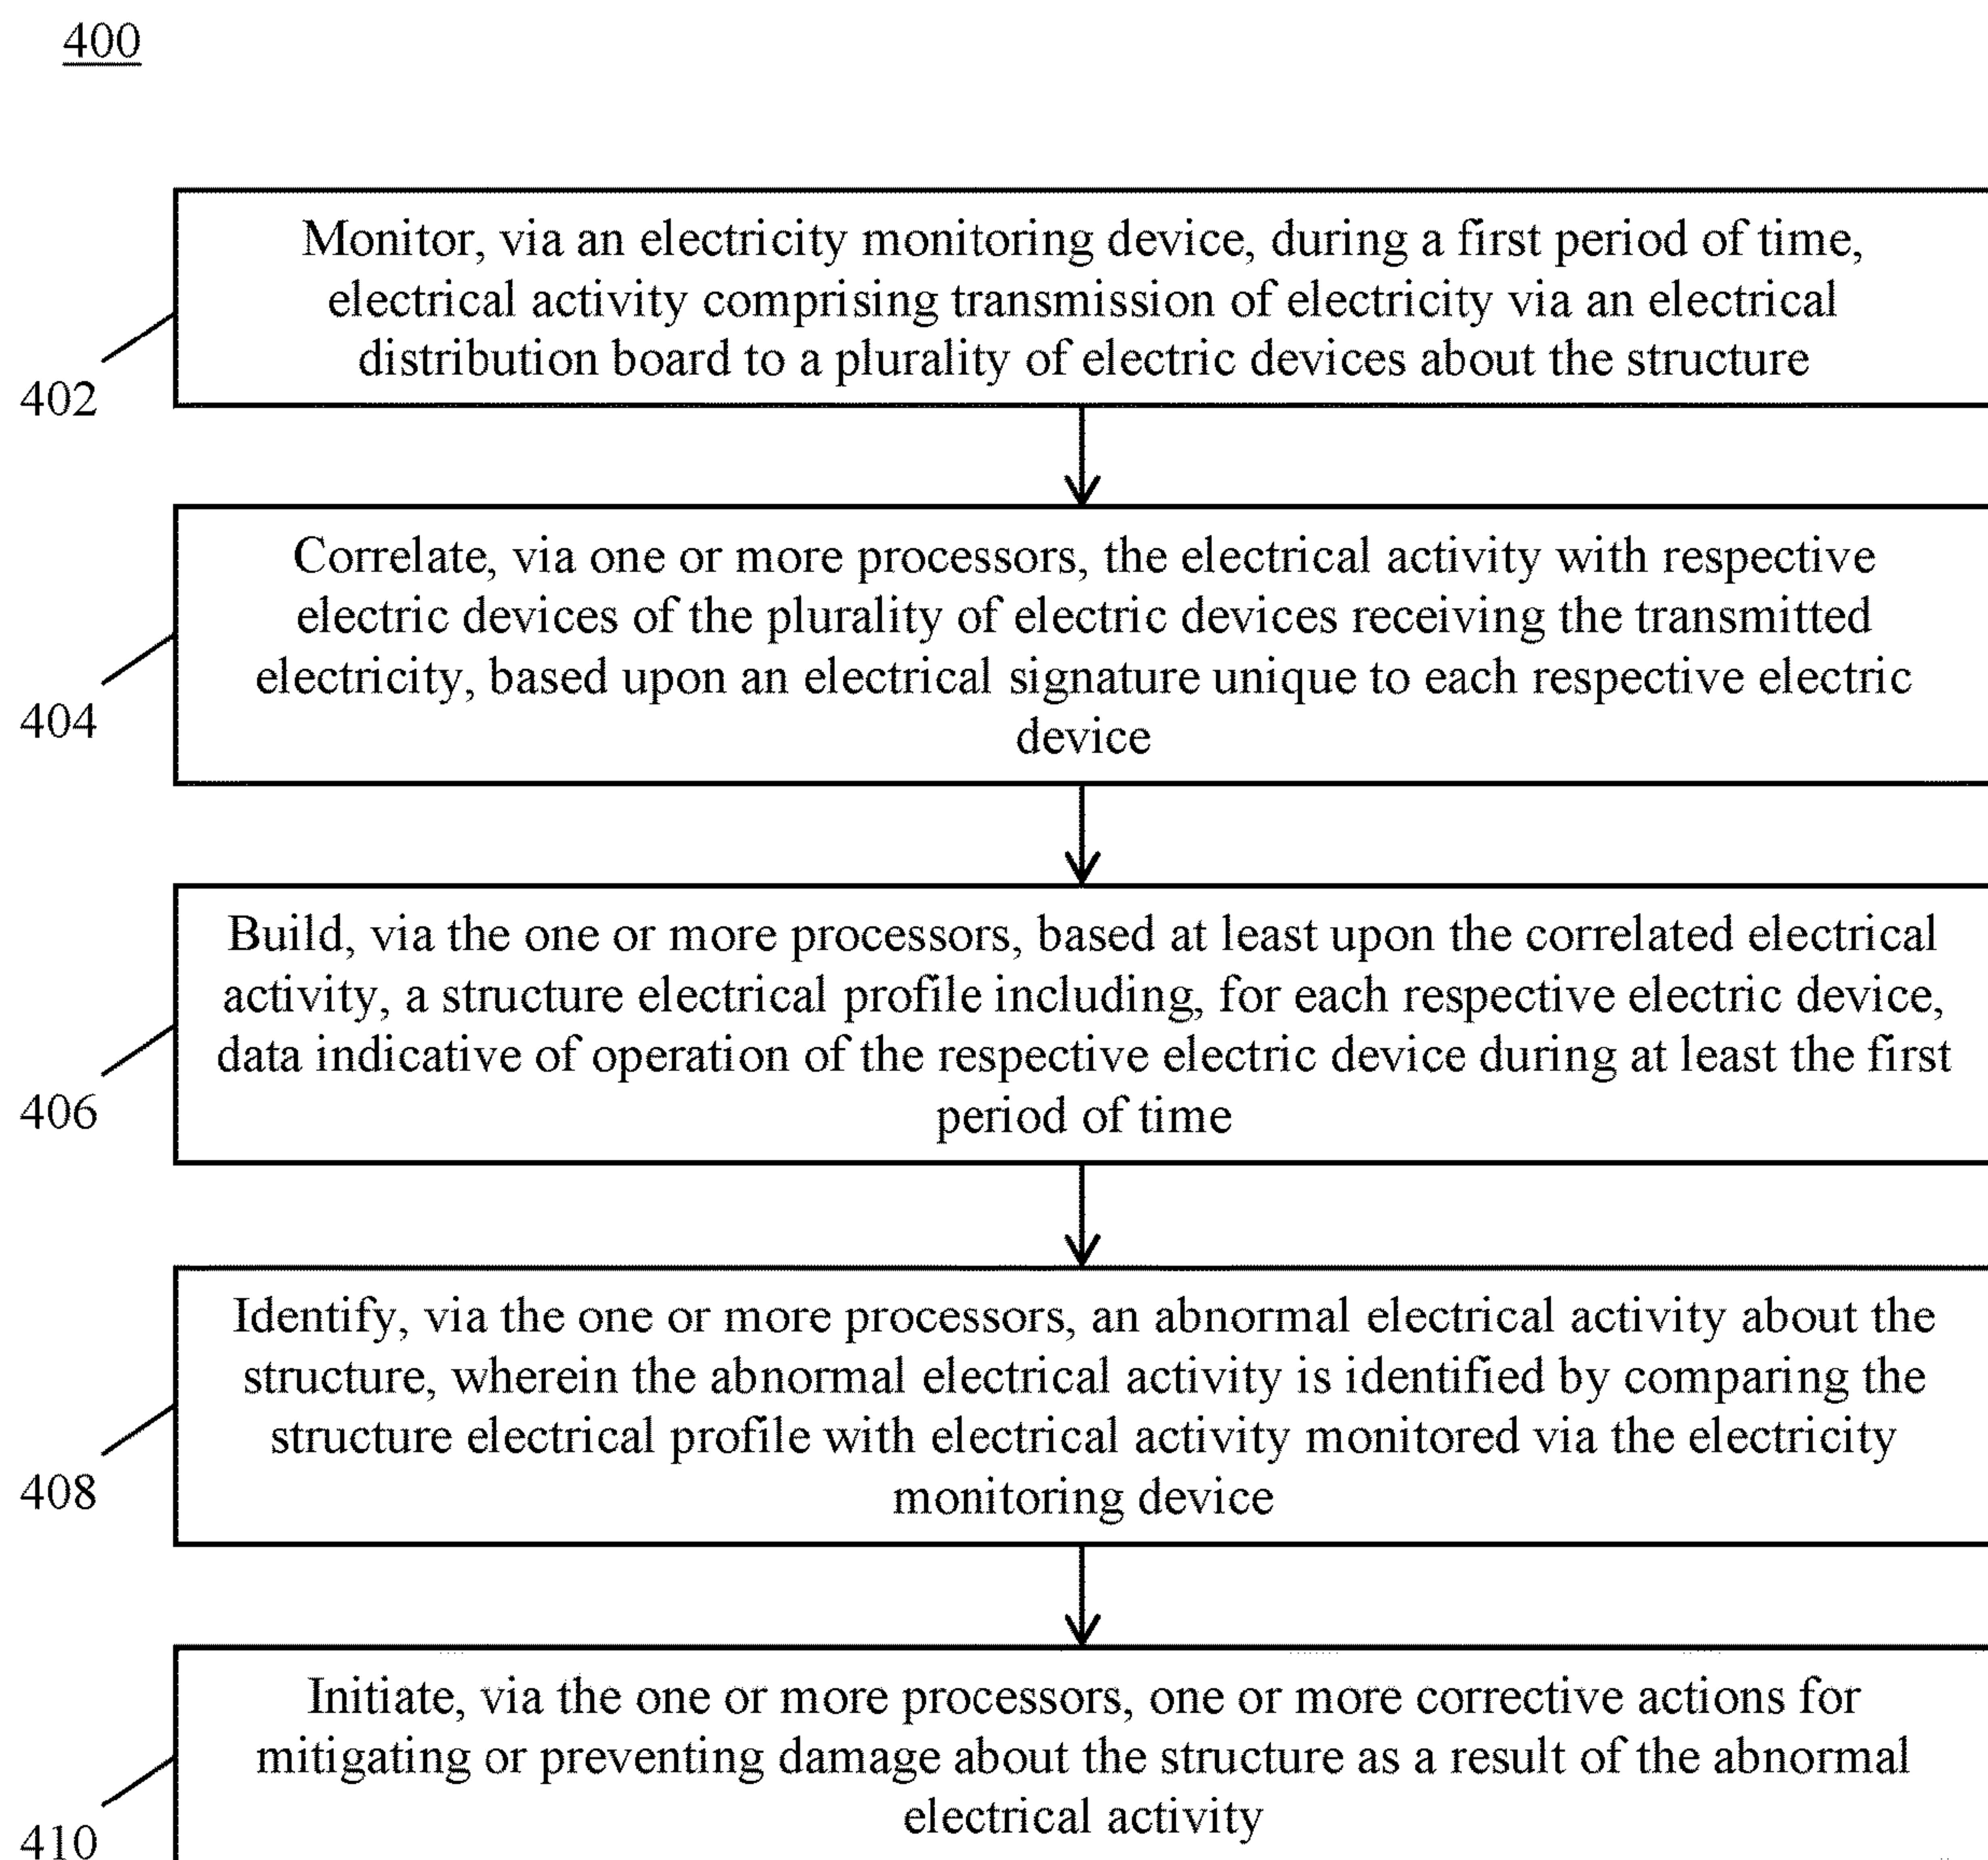 400
Monitor, via an electricity monitoring device, during a first period of time,
electrical activity comprising transmission of electricity via an electrical
distribution board to a plurality of electric devices about the structure
402
Correlate, via one or more processors, the electrical activity with respective
electric devices of the plurality of electric devices receiving the transmitted
electricity, based upon an electrical signature unique to each respective electric
device
404
Build, via the one or more processors, based at least upon the correlated electrical
activity, a structure electrical profile including, for each respective electric device,
data indicative of operation of the respective electric device during at least the first
period of time
406
Identify, via the one or more processors, an abnormal electrical activity about the
structure, wherein the abnormal electrical activity is identified by comparing the
structure electrical profile with electrical activity monitored via the electricity
monitoring device
408
Initiate, via the one or more processors, one or more corrective actions for
mitigating or preventing damage about the structure as a result of the abnormal
electrical activity
410